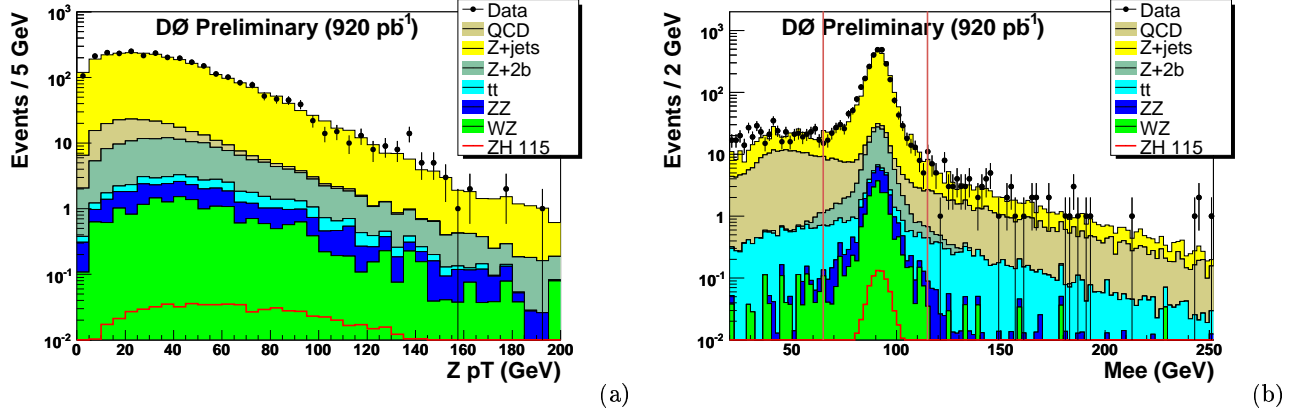 DØ Preliminary (920 pb⁻¹)
Data
QCD
Z+jets
Z+2b
tt
ZZ
WZ
ZH 115
Events / 5 GeV
10³
10²
10
1
10⁻¹
10⁻²
0 20 40 60 80 100 120 140 160 180 200
Z pT (GeV)
(a)
DØ Preliminary (920 pb⁻¹)
Data
QCD
Z+jets
Z+2b
tt
ZZ
WZ
ZH 115
Events / 2 GeV
10³
10²
10
1
10⁻¹
10⁻²
50 100 150 200 250
Mee (GeV)
(b)